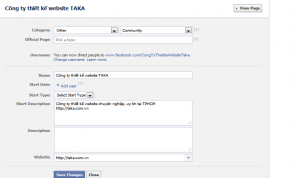 Công ty thiết kế website TAKA
View Page
Category: Other Community [?]
Official Page: Pick a topic [?]
Username: You can now direct people to www.facebook.com/CongTyThietKeWebsiteTaka.
Change username. Learn more.
Name: Công ty thiết kế website TAKA
Start Date: + Add year [?]
Start Type: Select Start Type
Short Description: Công ty thiết kế website chuyên nghiệp, uy tín tại TPHCM
http://taka.com.vn
Description:
Website: http://taka.com.vn
Save Changes Close